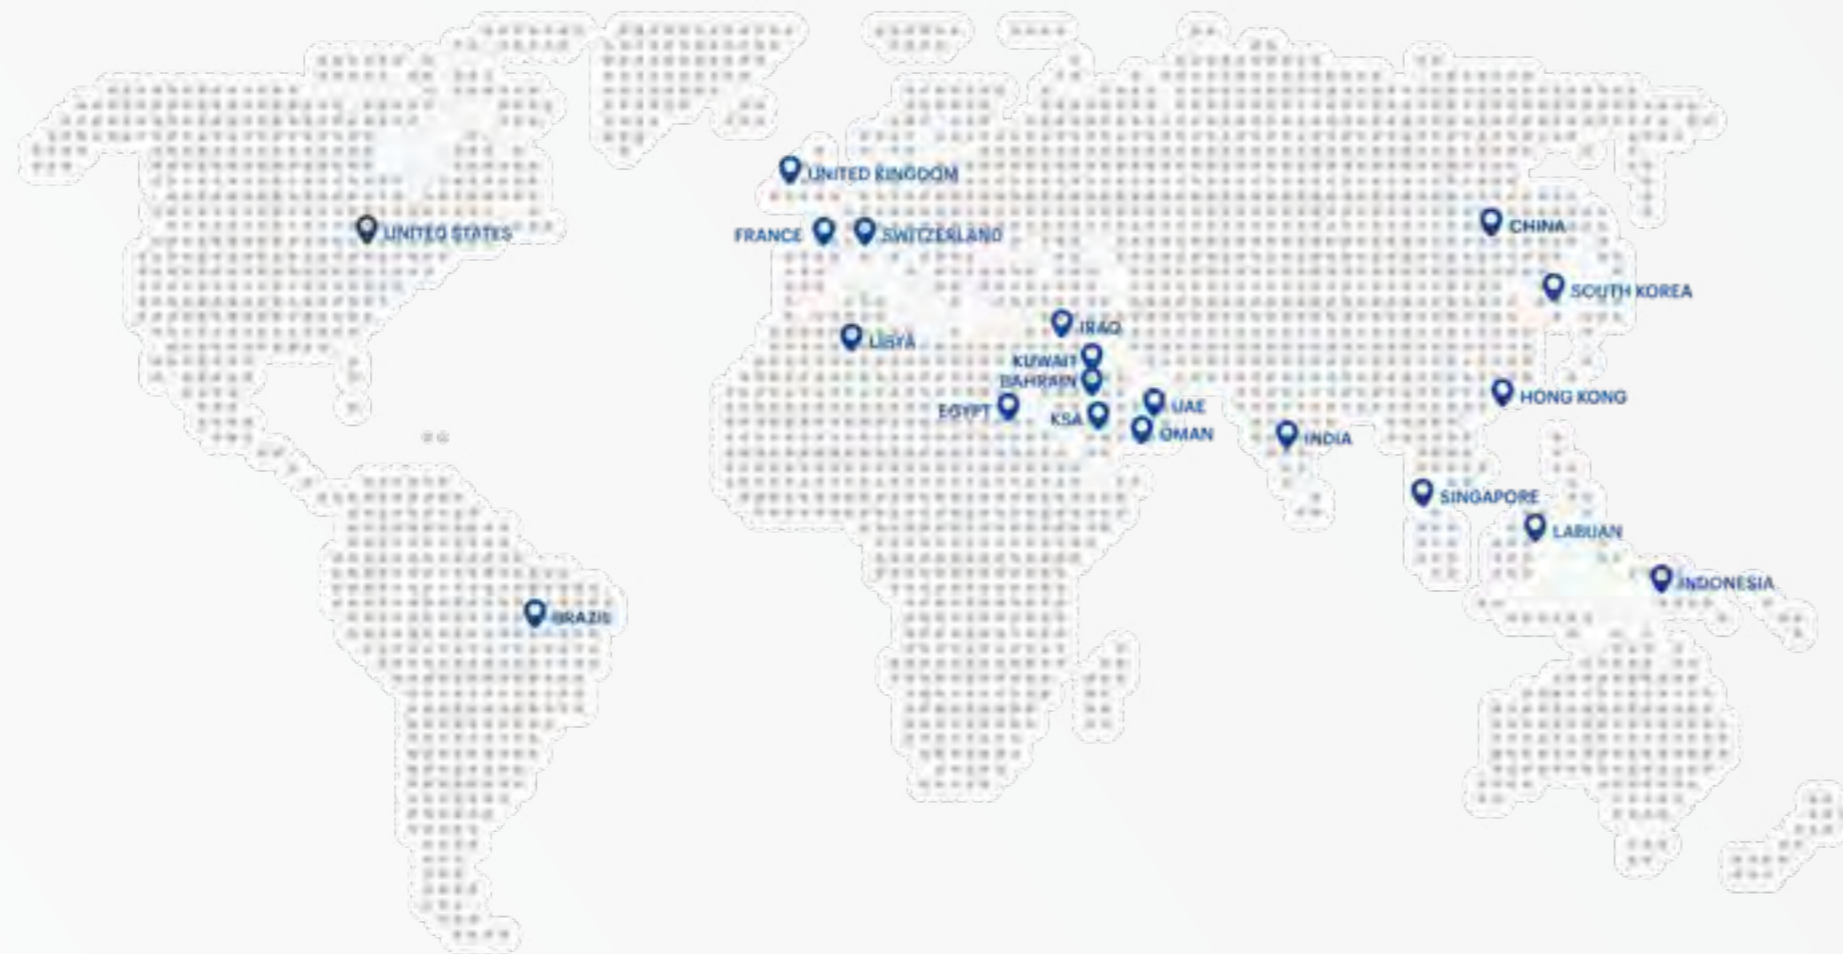 UNITED KINGDOM
UNITED STATES
FRANCE
SWITZERLAND
CHINA
SOUTH KOREA
LIBYA
IRAQ
KUWAIT
BAHRAIN
EGYPT
KSA
UAE
OMAN
HONG KONG
INDIA
SINGAPORE
LABUAN
INDONESIA
BRAZIL